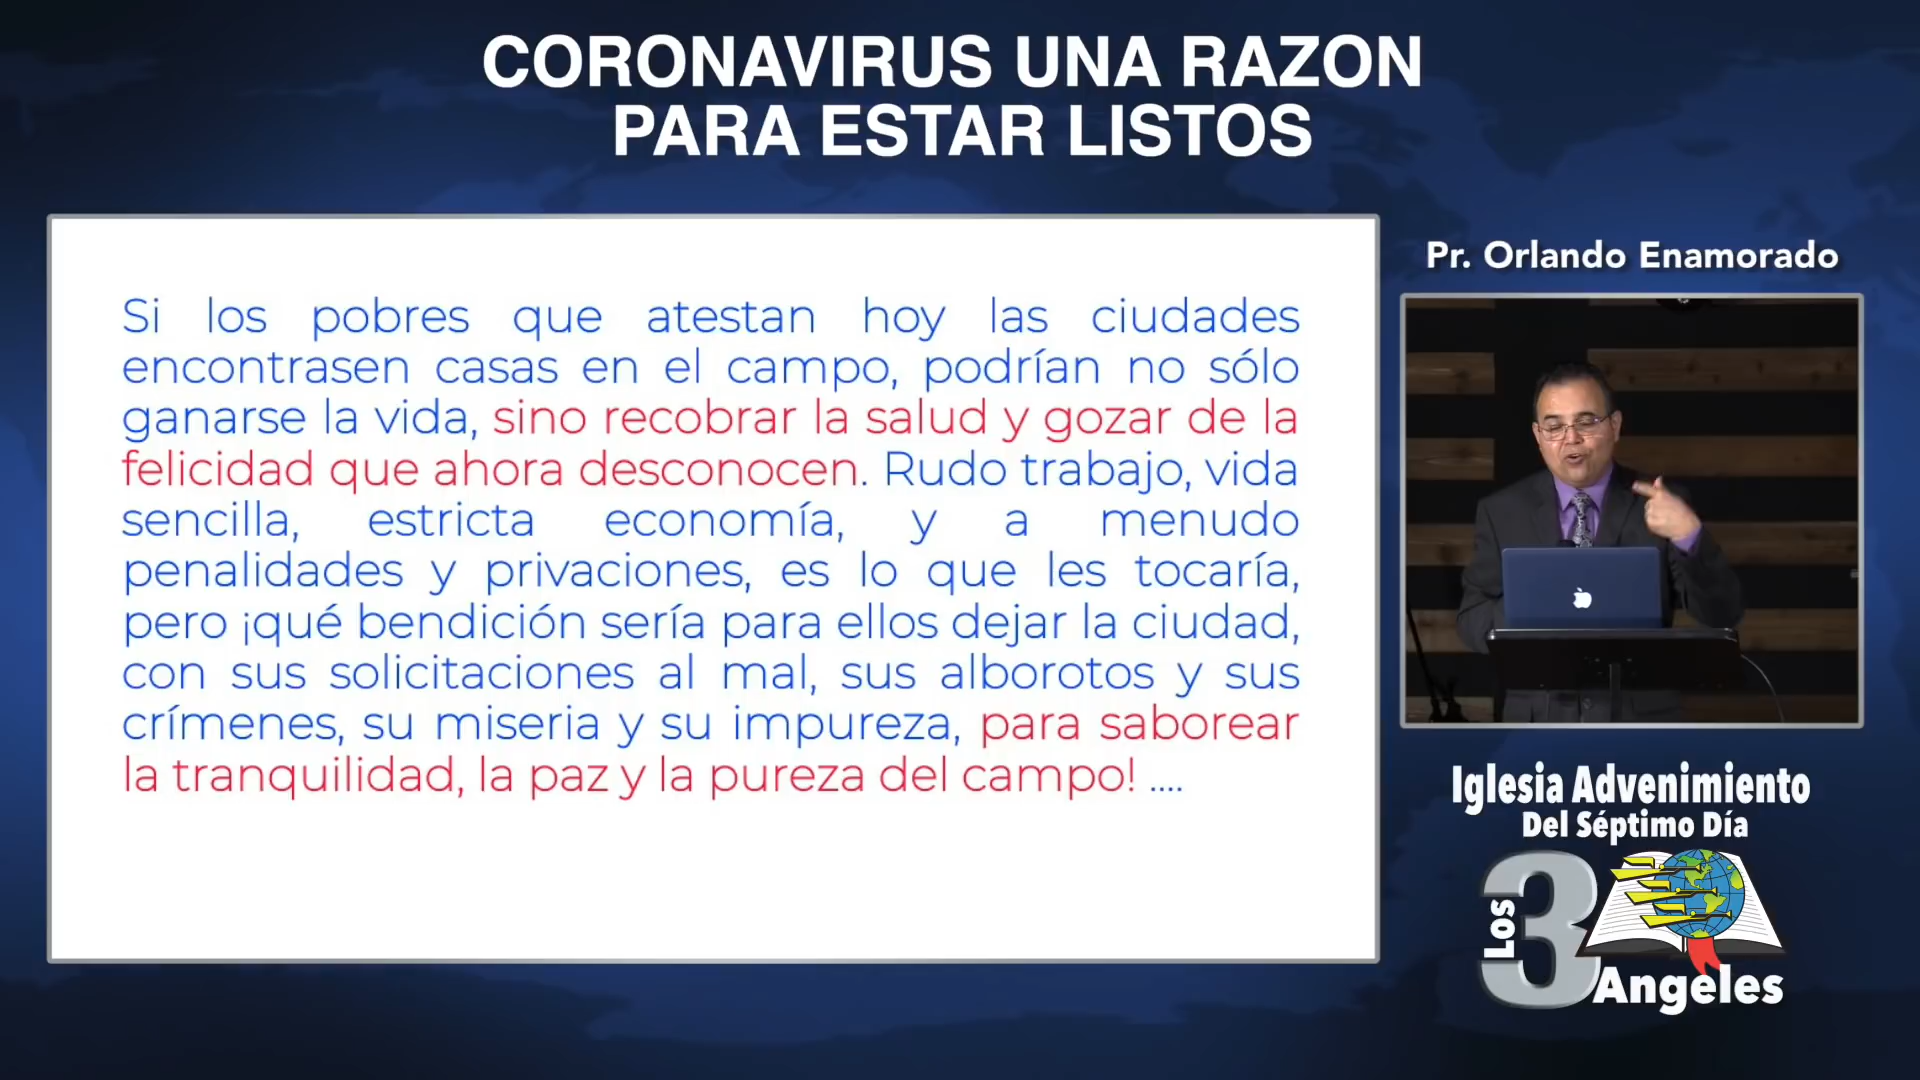 CORONAVIRUS UNA RAZON
PARA ESTAR LISTOS
Si los pobres que atestan hoy las ciudades
encontrasen casas en el campo, podrían no sólo
ganarse la vida, sino recobrar la salud y gozar de la
felicidad que ahora desconocen. Rudo trabajo, vida
sencilla, estricta economía, y a menudo
penalidades y privaciones, es lo que les tocaría,
pero ¡qué bendición sería para ellos dejar la ciudad,
con sus solicitaciones al mal, sus alborotos y sus
crímenes, su miseria y su impureza, para saborear
la tranquilidad, la paz y la pureza del campo! ....
Pr. Orlando Enamorado
Iglesia Advenimiento
Del Séptimo Día
Los 3
Angeles